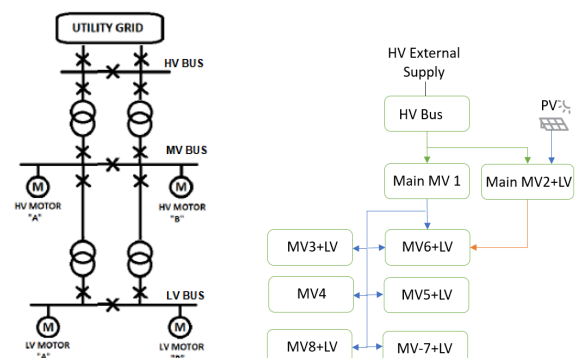 UTILITY GRID
HV BUS
MV BUS
M
M
HV MOTOR
"A"
HV MOTOR
"B"
LV BUS
M
M
LV MOTOR
"A"
LV MOTOR
HV External
Supply
HV Bus
PV
Main MV 1
Main MV2+LV
MV3+LV
MV6+LV
MV4
MV5+LV
MV8+LV
MV-7+LV